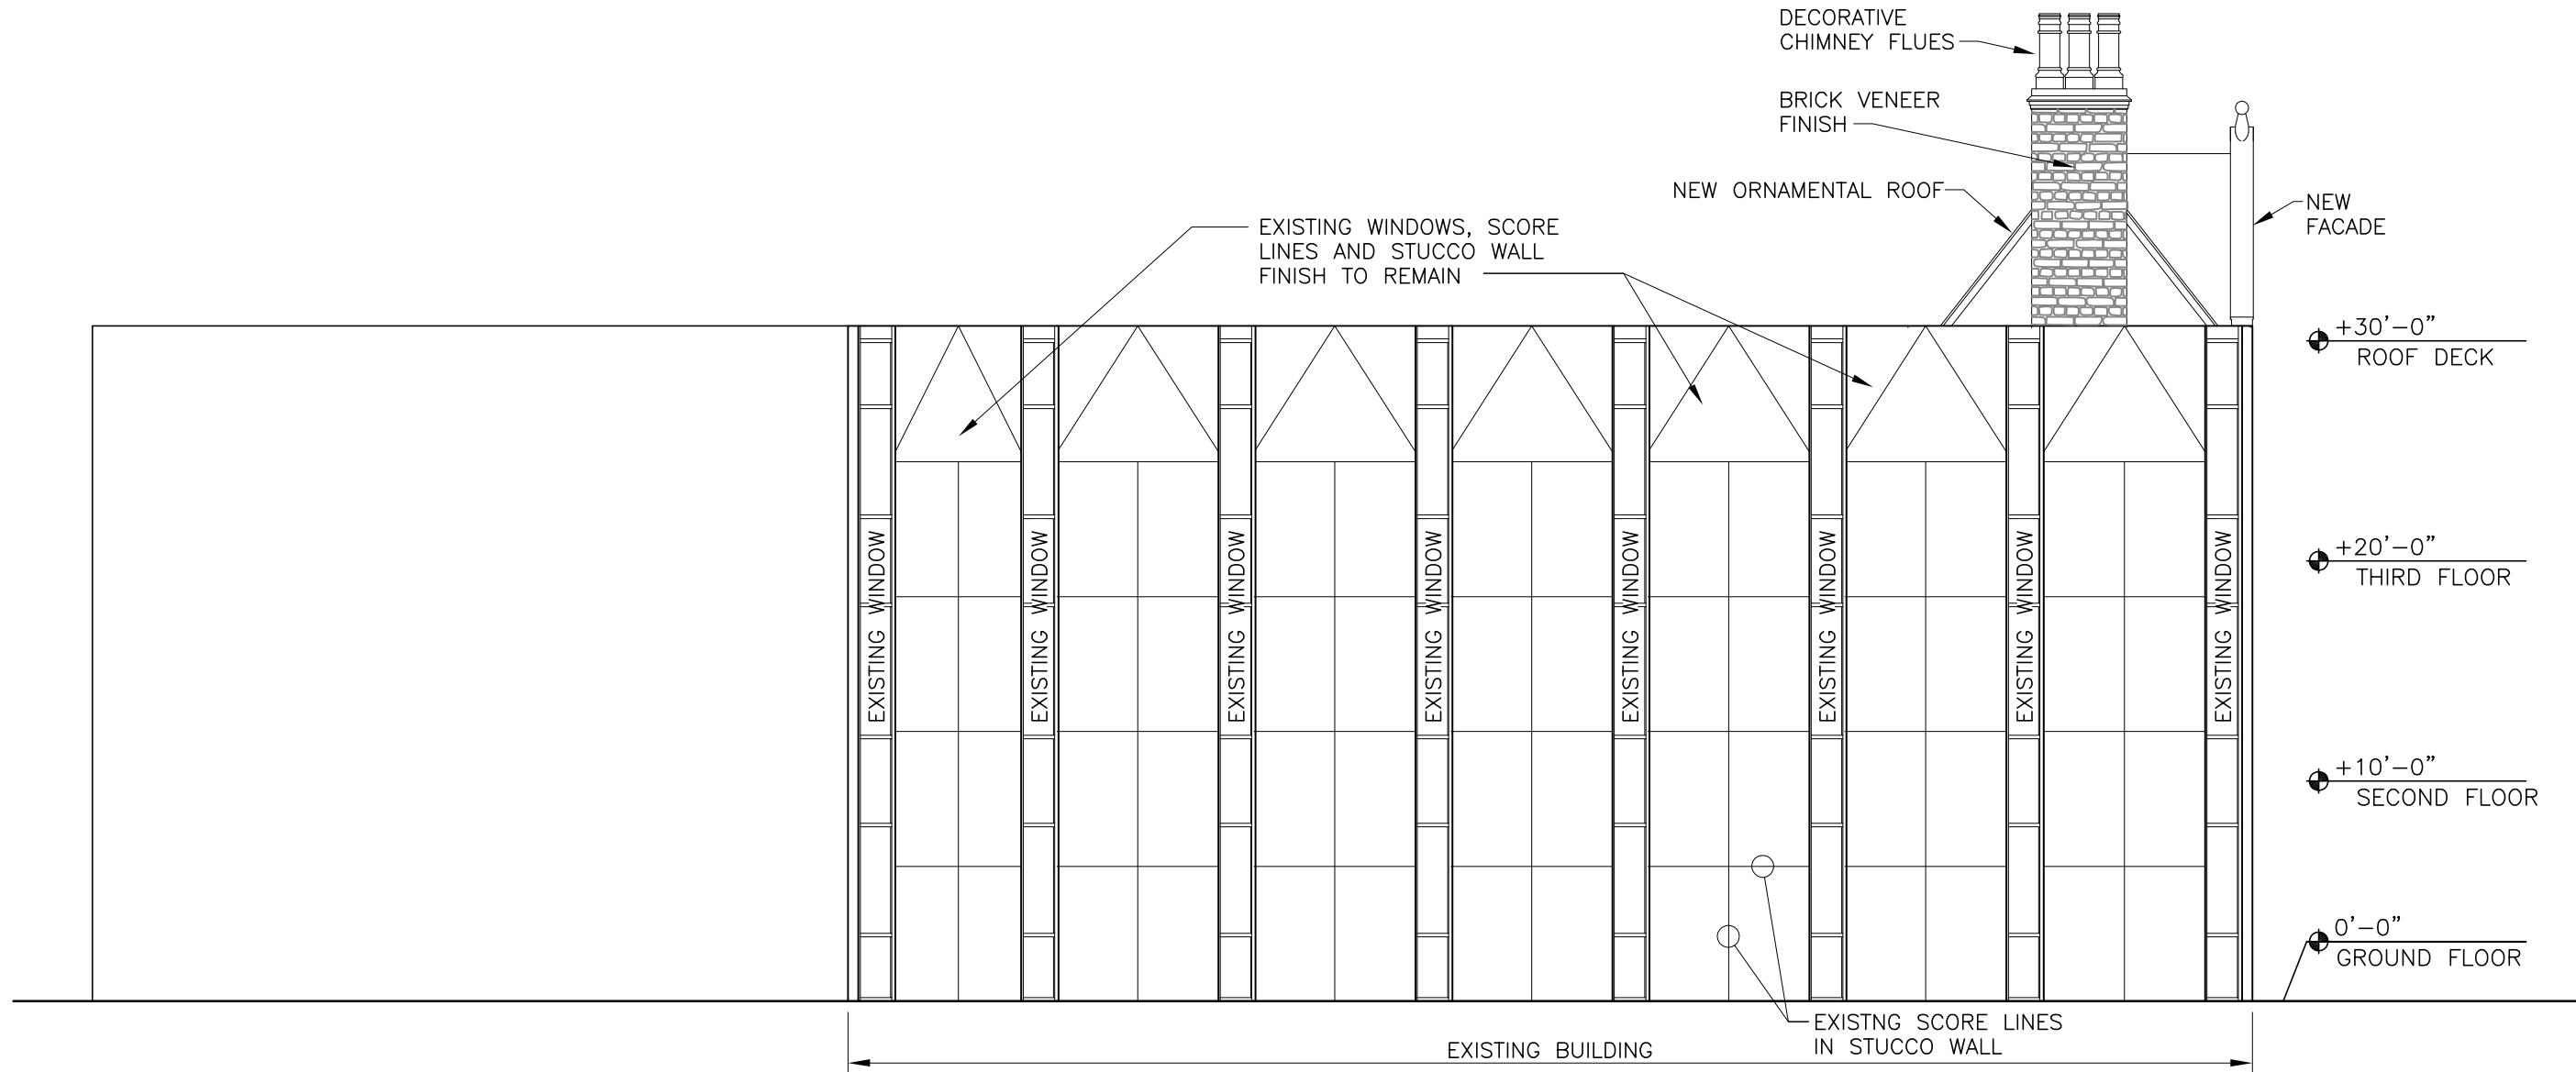 DECORATIVE
CHIMNEY FLUES
BRICK VENEER
FINISH
NEW ORNAMENTAL ROOF
NEW
FACADE
EXISTING WINDOWS, SCORE
LINES AND STUCCO WALL
FINISH TO REMAIN
+30'-0"
ROOF DECK
EXISTING WINDOW
EXISTING WINDOW
EXISTING WINDOW
EXISTING WINDOW
EXISTING WINDOW
EXISTING WINDOW
EXISTING WINDOW
EXISTING WINDOW
+20'-0"
THIRD FLOOR
+10'-0"
SECOND FLOOR
0'-0"
GROUND FLOOR
EXISTNG SCORE LINES
IN STUCCO WALL
EXISTING BUILDING